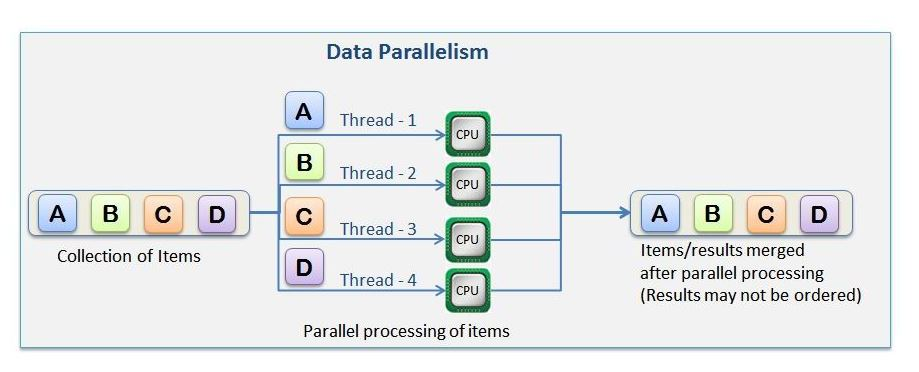 Data Parallelism
A
Thread - 1
CPU
B
Thread - 2
CPU
A B C D
Collection of Items
C
Thread - 3
CPU
D
Thread - 4
CPU
Parallel processing of items
A B C D
Items/results merged
after parallel processing
(Results may not be ordered)